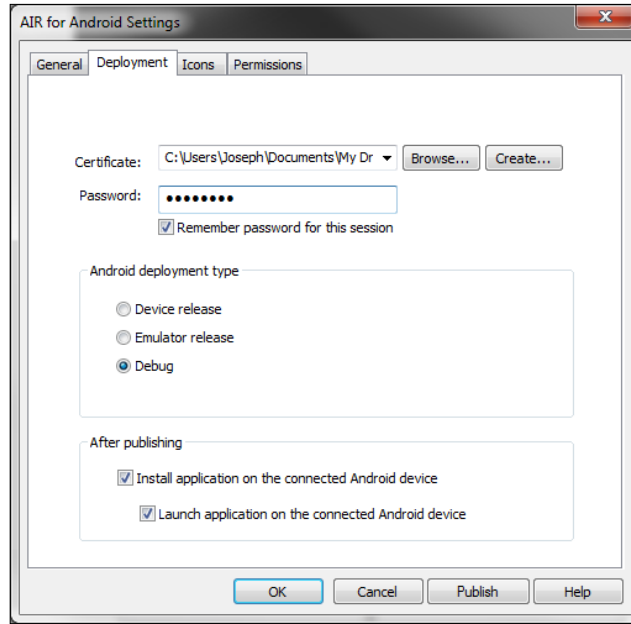 AIR for Android Settings
General Deployment Icons Permissions
Certificate: C:\Users\Joseph\Documents\My Dr Browse... Create...
Password: ●●●●●●●●
Remember password for this session
Android deployment type
Device release
Emulator release
Debug
After publishing
Install application on the connected Android device
Launch application on the connected Android device
OK Cancel Publish Help